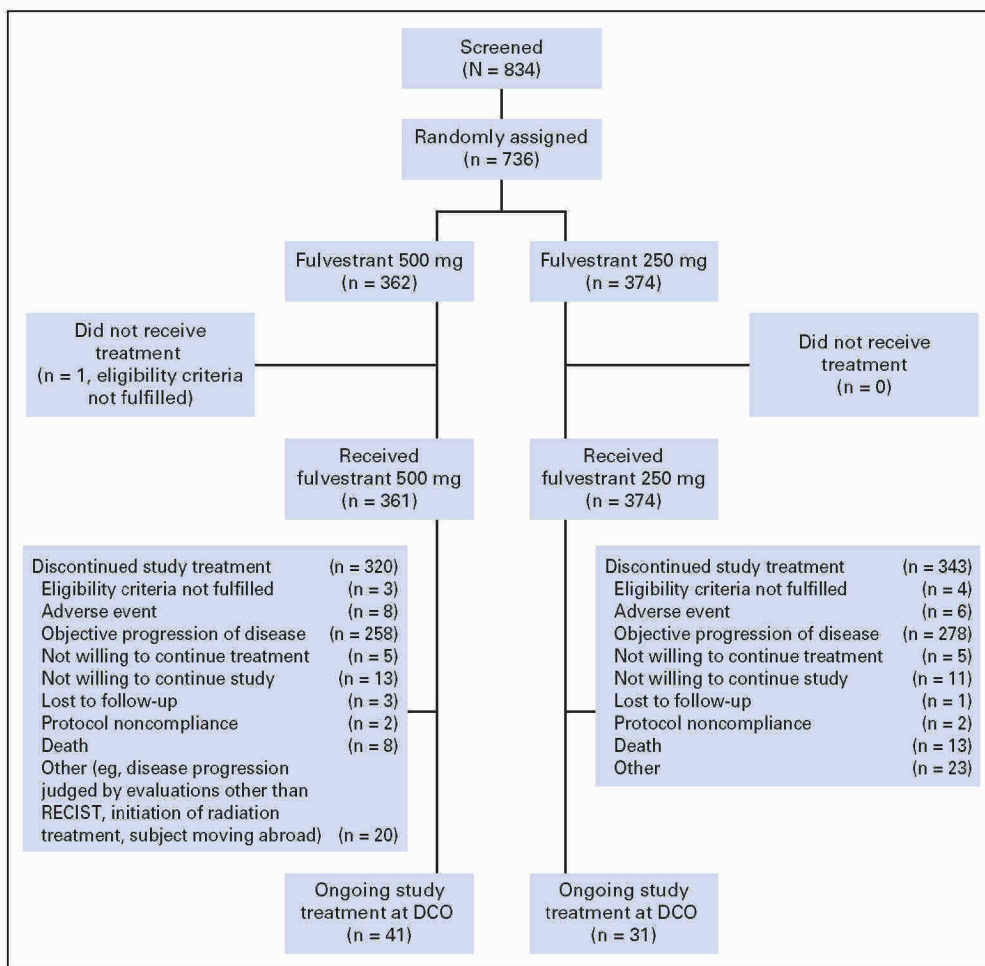 Screened
(N = 834)
Randomly assigned
(n = 736)
Fulvestrant 500 mg
(n = 362)
Fulvestrant 250 mg
(n = 374)
Did not receive
treatment
(n = 1, eligibility criteria
not fulfilled)
Did not receive
treatment
(n = 0)
Received
fulvestrant 500 mg
(n = 361)
Received
fulvestrant 250 mg
(n = 374)
Discontinued study treatment (n = 320)
Eligibility criteria not fulfilled (n = 3)
Adverse event (n = 8)
Objective progression of disease (n = 258)
Not willing to continue treatment (n = 5)
Not willing to continue study (n = 13)
Lost to follow-up (n = 3)
Protocol noncompliance (n = 2)
Death (n = 8)
Other (eg, disease progression
judged by evaluations other than
RECIST, initiation of radiation
treatment, subject moving abroad) (n = 20)
Discontinued study treatment (n = 343)
Eligibility criteria not fulfilled (n = 4)
Adverse event (n = 6)
Objective progression of disease (n = 278)
Not willing to continue treatment (n = 5)
Not willing to continue study (n = 11)
Lost to follow-up (n = 1)
Protocol noncompliance (n = 2)
Death (n = 13)
Other (n = 23)
Ongoing study
treatment at DCO
(n = 41)
Ongoing study
treatment at DCO
(n = 31)